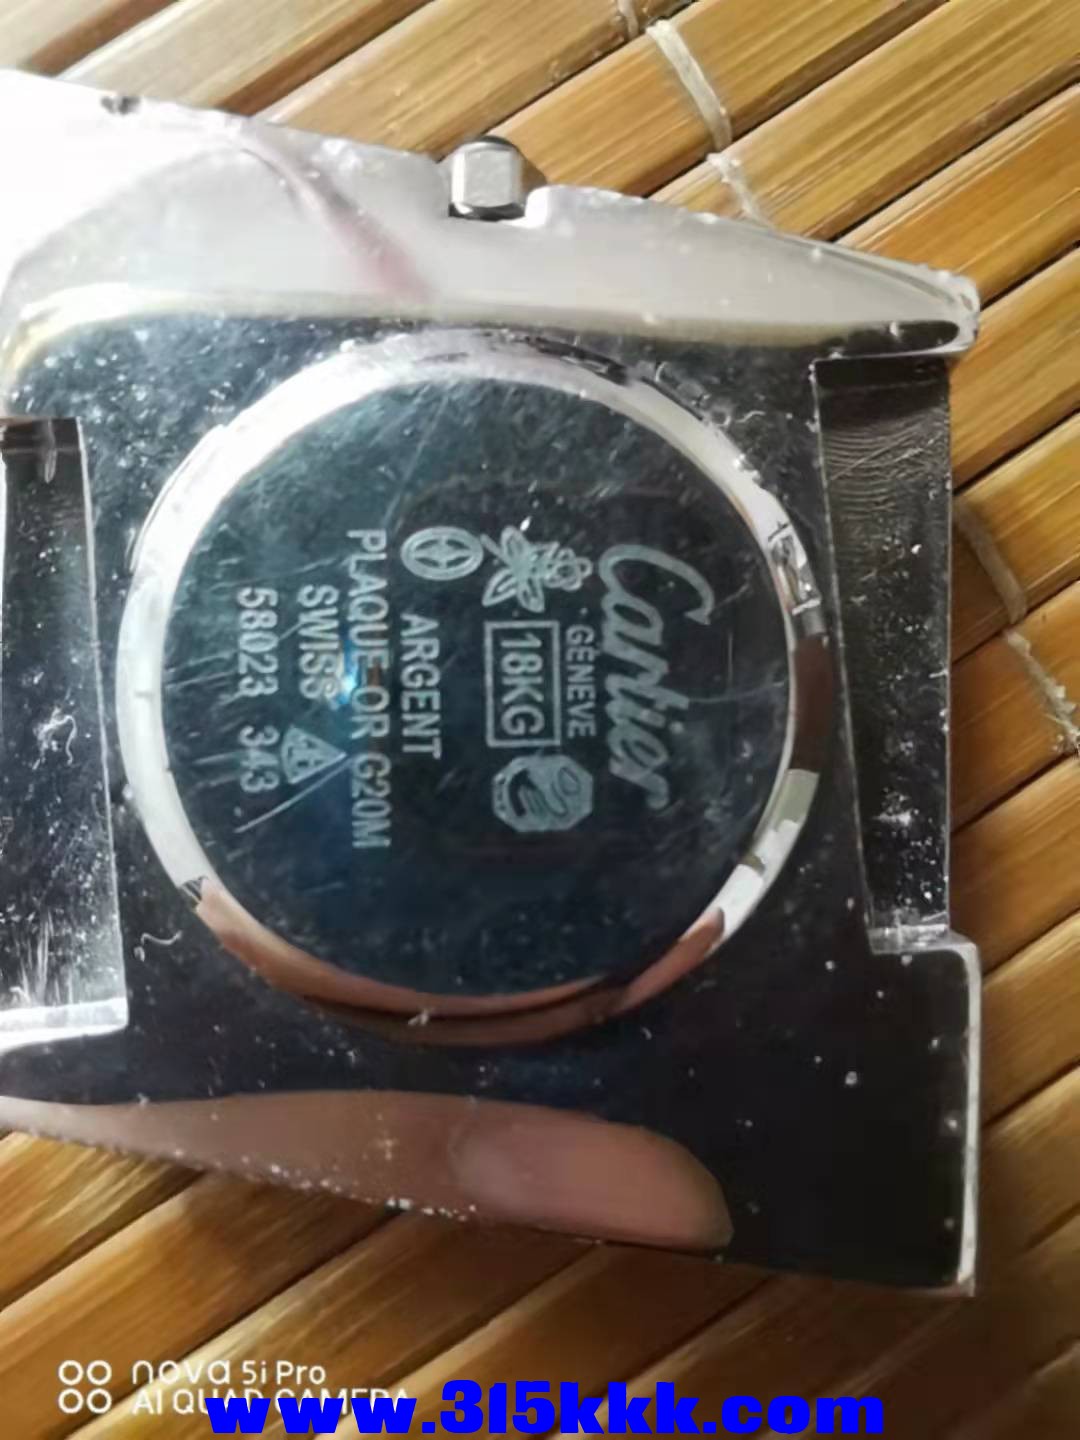 Cartier
GENEVE
18KG
ARGENT
PLAQUE OR G20M
SWISS
58023 343
nova 5i Pro
AI QUAD CAMERA
www.315kkk.com